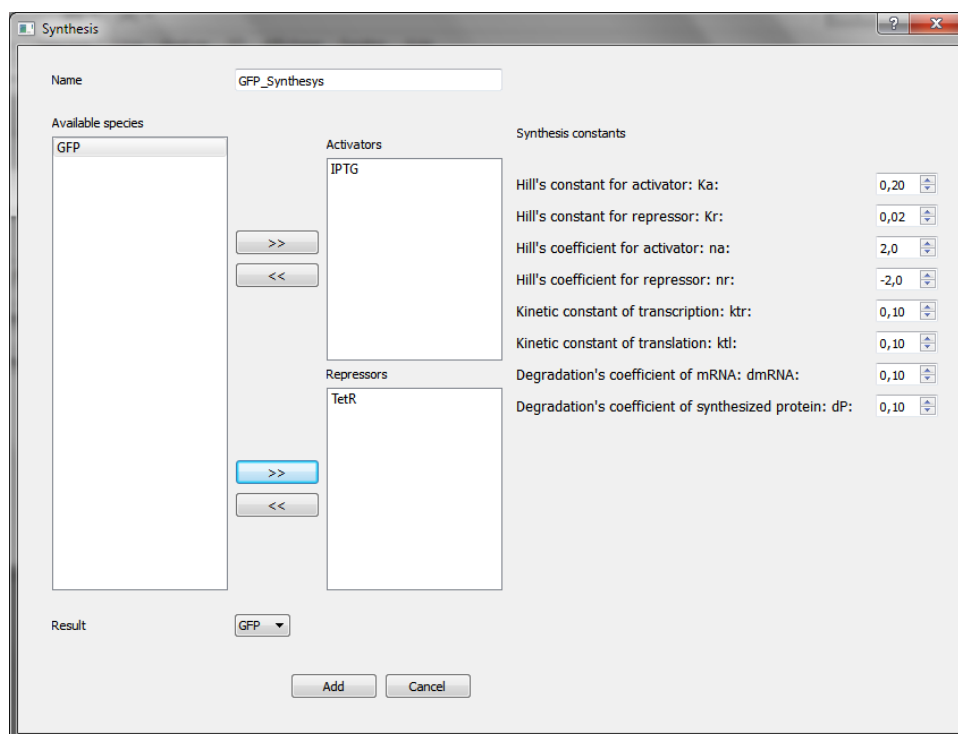 Synthesis
Name
GFP_Synthesys
Available species
GFP
>>
<<
>>
<<
Activators
IPTG
Repressors
TetR
Synthesis constants
Hill's constant for activator: Ka: 0,20
Hill's constant for repressor: Kr: 0,02
Hill's coefficient for activator: na: 2,0
Hill's coefficient for repressor: nr: -2,0
Kinetic constant of transcription: ktr: 0,10
Kinetic constant of translation: ktl: 0,10
Degradation's coefficient of mRNA: dmRNA: 0,10
Degradation's coefficient of synthesized protein: dP: 0,10
Result
GFP
Add
Cancel